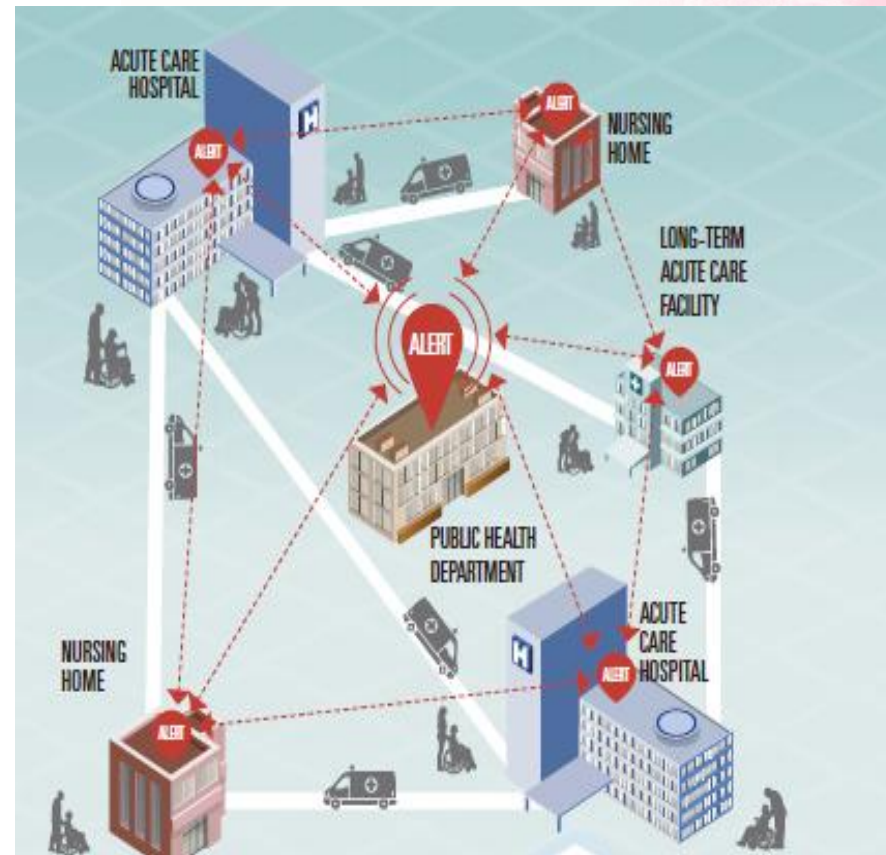 ACUTE CARE
HOSPITAL
H
ALERT
ALERT
NURSING
HOME
LONG-TERM
ACUTE CARE
FACILITY
ALERT
ALERT
PUBLIC HEALTH
DEPARTMENT
NURSING
HOME
ALERT
H
ACUTE
CARE
HOSPITAL
ALERT